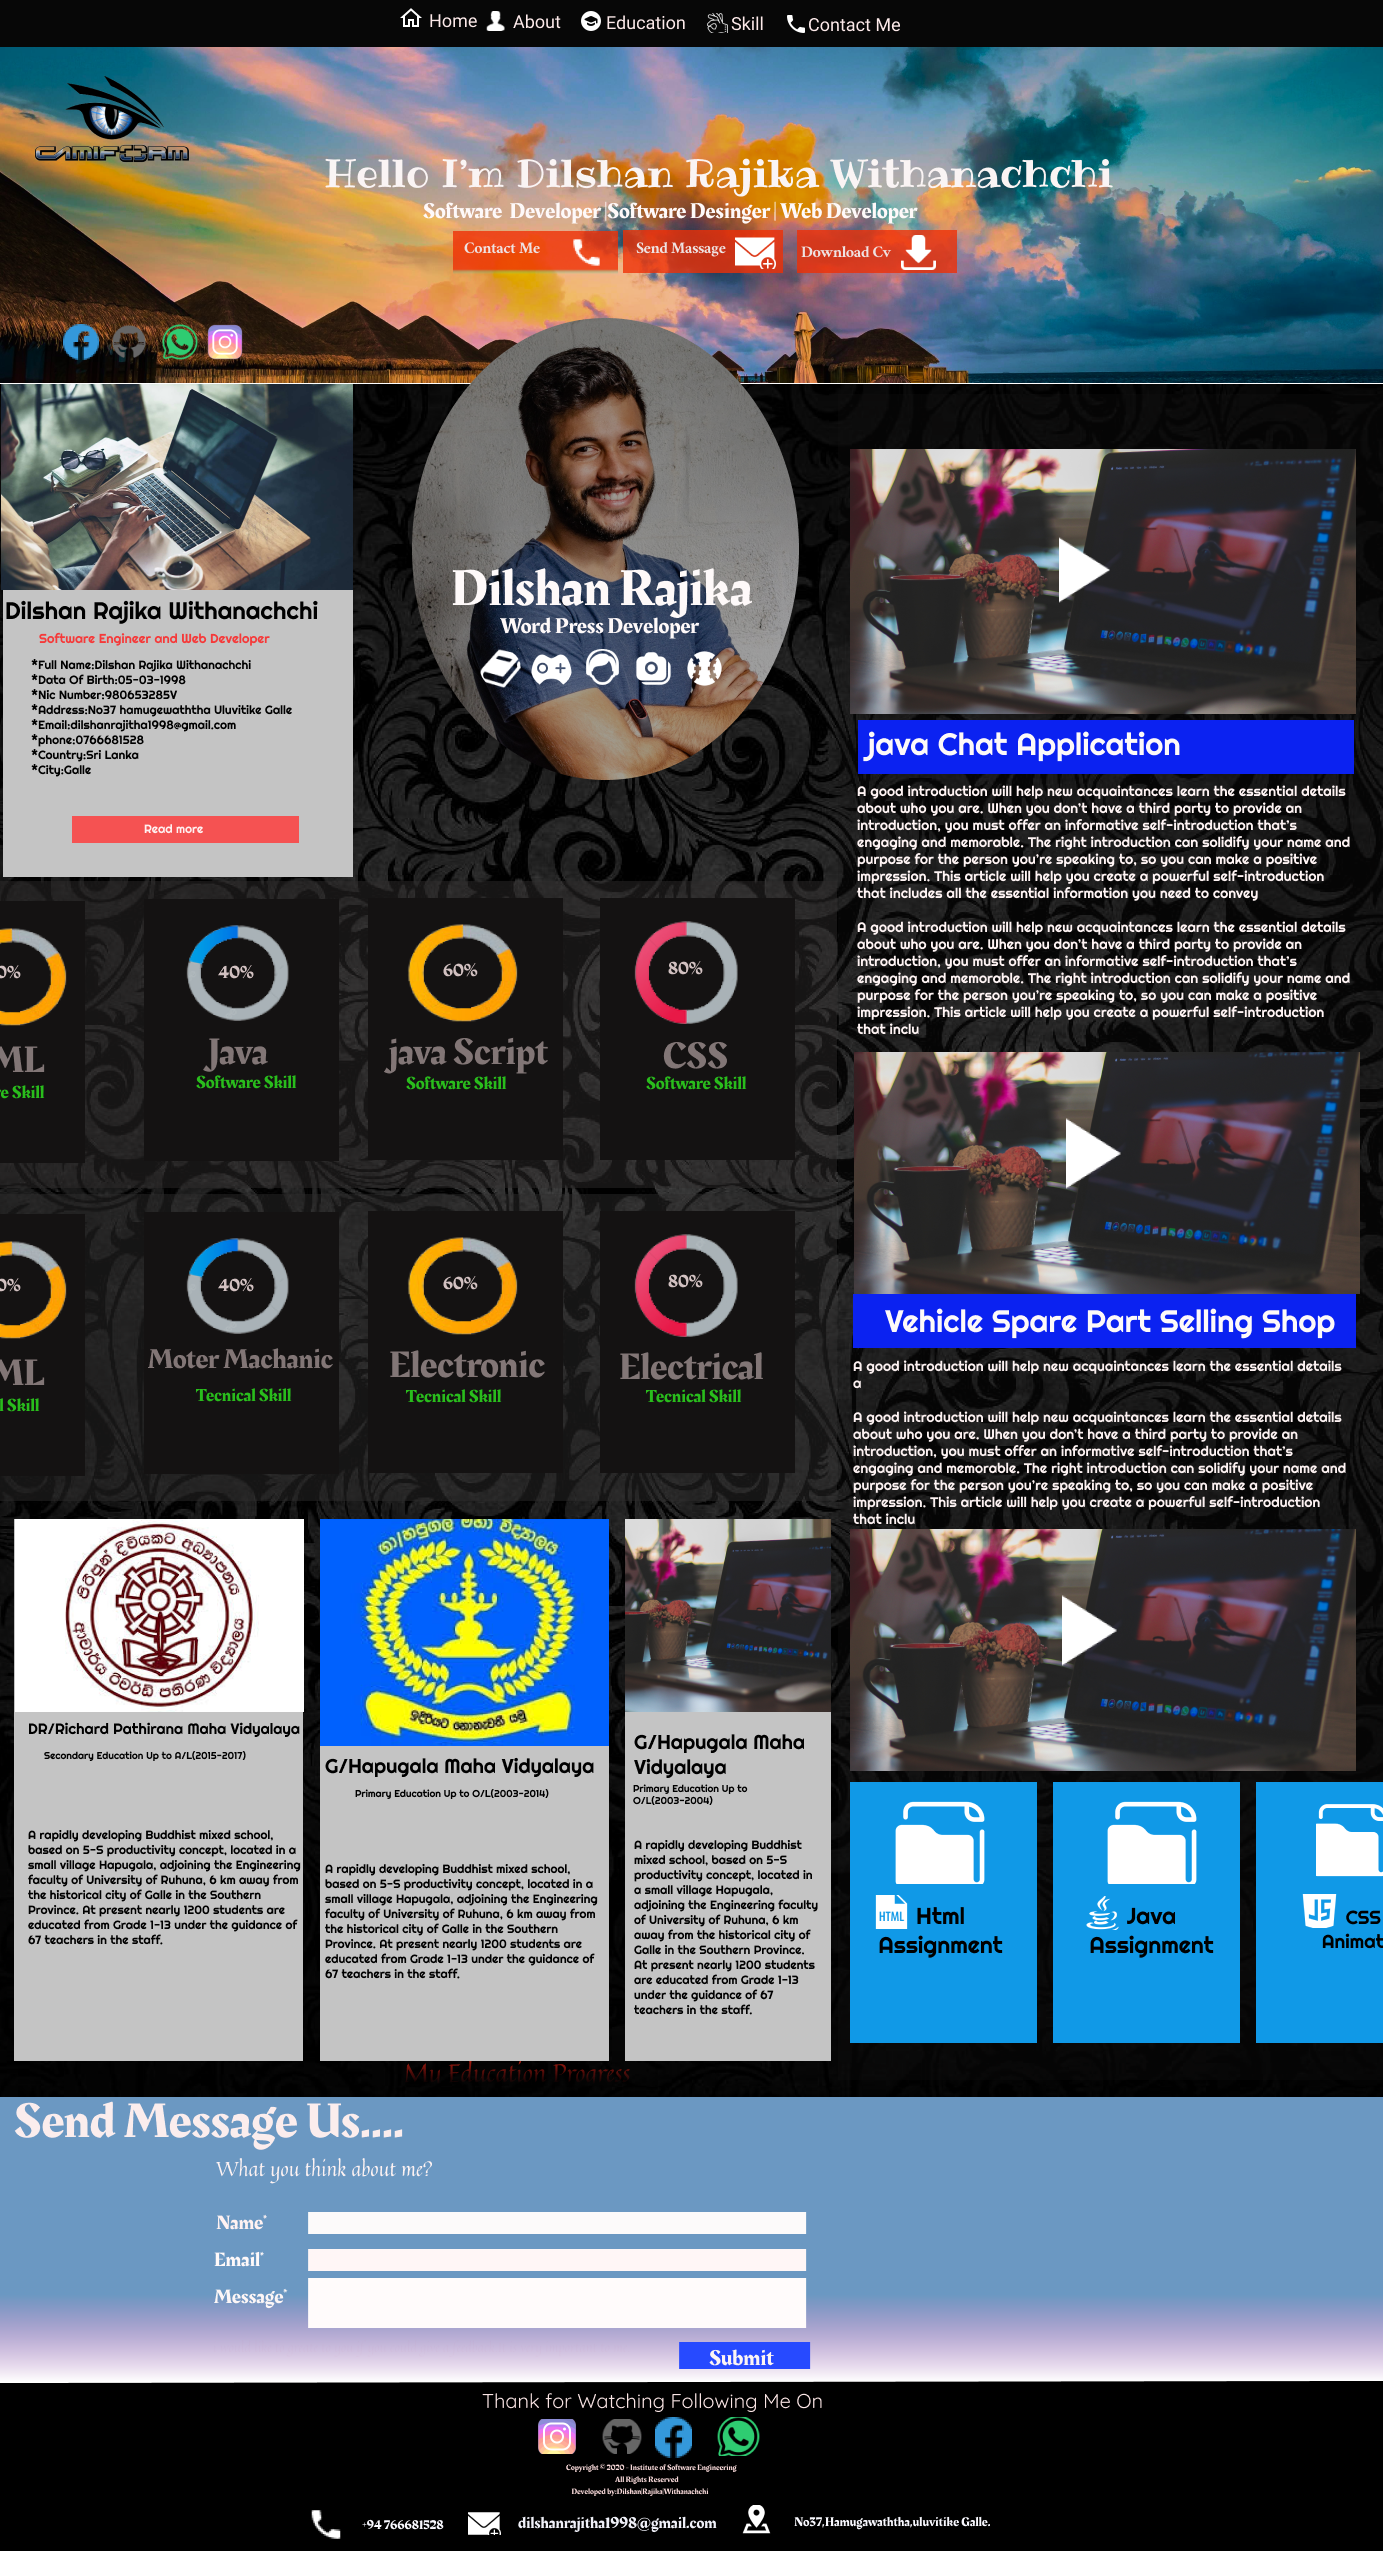 Home About Education Skill Contact Me
CAMIFORM
Hello I'm Dilshan Rajika Withanachchi
Software Developer |Software Desinger | Web Developer
Contact Me
Send Massage
Download Cv
Dilshan Rajika Withanachchi
Software Engineer and Web Developer
*Full Name:Dilshan Rajika Withanachchi
*Data Of Birth:05-03-1998
*Nic Number:980653285V
*Address:No37 hamugewaththa Uluvitike Galle
*Email:dilshanrajitha1998@gmail.com
*phone:0766681528
*Country:Sri Lanka
*City:Galle
Read more
Dilshan Rajika
Word Press Developer
java Chat Application
A good introduction will help new acquaintances learn the essential details
about who you are. When you don't have a third party to provide an
introduction, you must offer an informative self-introduction that's
engaging and memorable. The right introduction can solidify your name and
purpose for the person you're speaking to, so you can make a positive
impression. This article will help you create a powerful self-introduction
that includes all the essential information you need to convey
A good introduction will help new acquaintances learn the essential details
about who you are. When you don't have a third party to provide an
introduction, you must offer an informative self-introduction that's
engaging and memorable. The right introduction can solidify your name and
purpose for the person you're speaking to, so you can make a positive
impression. This article will help you create a powerful self-introduction
that inclu
0%
ML
e Skill
40%
Java
Software Skill
60%
java Script
Software Skill
80%
CSS
Software Skill
0%
ML
l Skill
40%
Moter Machanic
Tecnical Skill
60%
Electronic
Tecnical Skill
80%
Electrical
Tecnical Skill
Vehicle Spare Part Selling Shop
A good introduction will help new acquaintances learn the essential details
a
A good introduction will help new acquaintances learn the essential details
about who you are. When you don't have a third party to provide an
introduction, you must offer an informative self-introduction that's
engaging and memorable. The right introduction can solidify your name and
purpose for the person you're speaking to, so you can make a positive
impression. This article will help you create a powerful self-introduction
that inclu
DR/Richard Pathirana Maha Vidyalaya
Secondary Education Up to A/L(2015-2017)
A rapidly developing Buddhist mixed school,
based on 5-S productivity concept, located in a
small village Hapugala, adjoining the Engineering
faculty of University of Ruhuna, 6 km away from
the historical city of Galle in the Southern
Province. At present nearly 1200 students are
educated from Grade 1-13 under the guidance of
67 teachers in the staff.
G/Hapugala Maha Vidyalaya
Primary Education Up to O/L(2003-2014)
A rapidly developing Buddhist mixed school,
based on 5-S productivity concept, located in a
small village Hapugala, adjoining the Engineering
faculty of University of Ruhuna, 6 km away from
the historical city of Galle in the Southern
Province. At present nearly 1200 students are
educated from Grade 1-13 under the guidance of
67 teachers in the staff.
G/Hapugala Maha
Vidyalaya
Primary Education Up to
O/L(2003-2004)
A rapidly developing Buddhist
mixed school, based on 5-S
productivity concept, located in
a small village Hapugala,
adjoining the Engineering faculty
of University of Ruhuna, 6 km
away from the historical city of
Galle in the Southern Province.
At present nearly 1200 students
are educated from Grade 1-13
under the guidance of 67
teachers in the staff.
HTML Html
Assignment
Java
Assignment
JS CSS
Animat
My Education Progress
Send Message Us....
What you think about me?
Name*
Email*
Message*
Submit
Thank for Watching Following Me On
Copyright © 2020 - Institute of Software Engineering
All Rights Reserved
Developed by:Dilshan|Rajika|Withanachchi
+94 766681528
dilshanrajitha1998@gmail.com
No37,Hamugawaththa,uluvitike Galle.